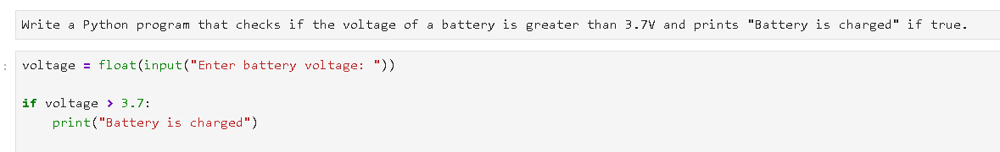 Write a Python program that checks if the voltage of a battery is greater than 3.7V and prints "Battery is charged" if true.
:
voltage = float(input("Enter battery voltage: "))
if voltage > 3.7:
    print("Battery is charged")